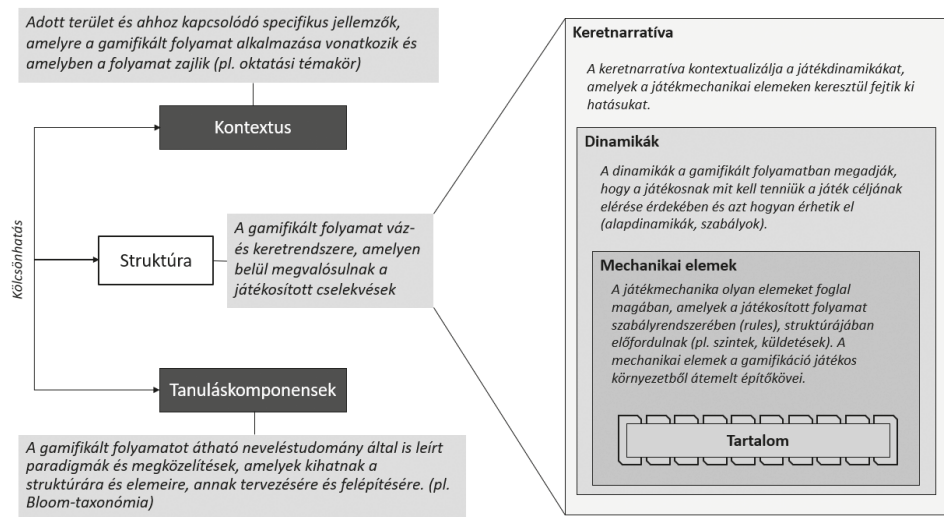 Adott terület és ahhoz kapcsolódó specifikus jellemzők,
amelyre a gamifikált folyamat alkalmazása vonatkozik és
amelyben a folyamat zajlik (pl. oktatási témakör)
Kontextus
Kölcsönhatás
Struktúra
A gamifikált folyamat váz-
és keretrendszere, amelyen
belül megvalósulnak a
játékosított cselekvések
Tanuláskomponensek
A gamifikált folyamatot átható neveléstudomány által is leírt
paradigmák és megközelítések, amelyek kihatnak a
struktúrára és elemeire, annak tervezésére és felépítésére. (pl.
Bloom-taxonómia)
Keretnarratíva
A keretnarratíva kontextualizálja a játékdinamikákat,
amelyek a játékmechanikai elemeken keresztül fejtik ki
hatásukat.
Dinamikák
A dinamikák a gamifikált folyamatban megadják,
hogy a játékosnak mit kell tenniük a játék céljának
elérése érdekében és azt hogyan érhetik el
(alapdinamikák, szabályok).
Mechanikai elemek
A játékmechanika olyan elemeket foglal
magában, amelyek a játékosított folyamat
szabályrendszerében (rules), struktúrájában
előfordulnak (pl. szintek, küldetések). A
mechanikai elemek a gamifikáció játékos
környezetből átemelt építőkövei.
Tartalom